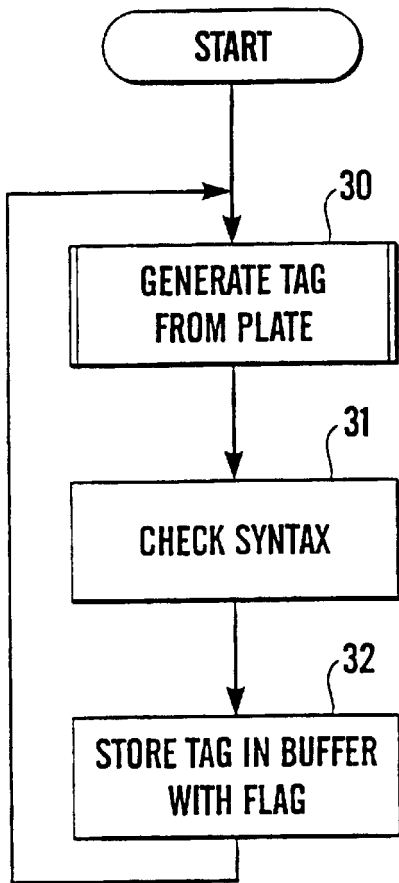 START
30
GENERATE TAG
FROM PLATE
31
CHECK SYNTAX
32
STORE TAG IN BUFFER
WITH FLAG